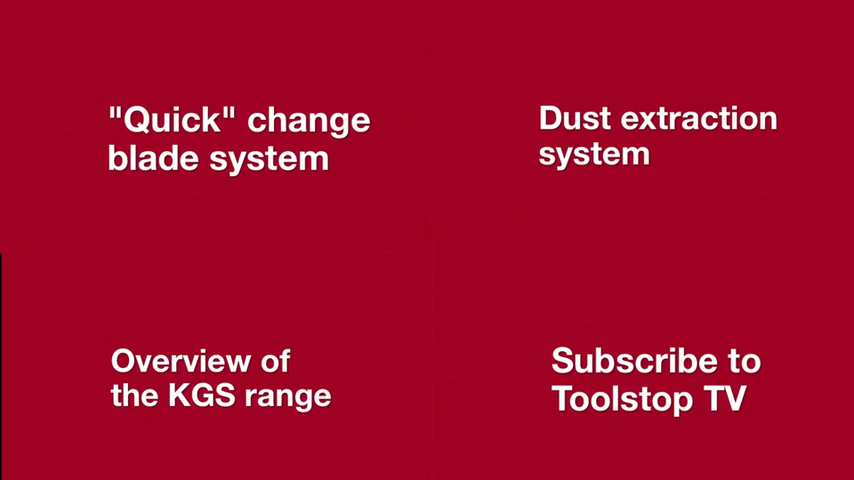 "Quick" change
blade system
Dust extraction
system
Overview of
the KGS range
Subscribe to
Toolstop TV